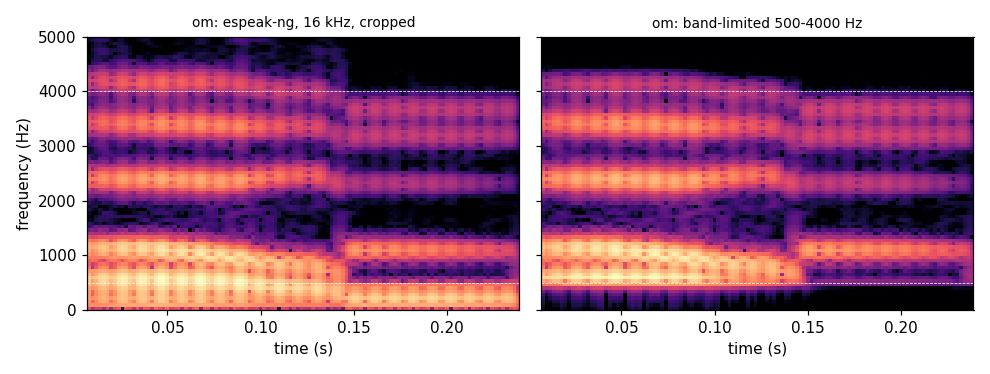 om: espeak-ng, 16 kHz, cropped
om: band-limited 500-4000 Hz
5000
4000
3000
2000
1000
0
frequency (Hz)
0.05
0.10
0.15
0.20
time (s)
0.05
0.10
0.15
0.20
time (s)